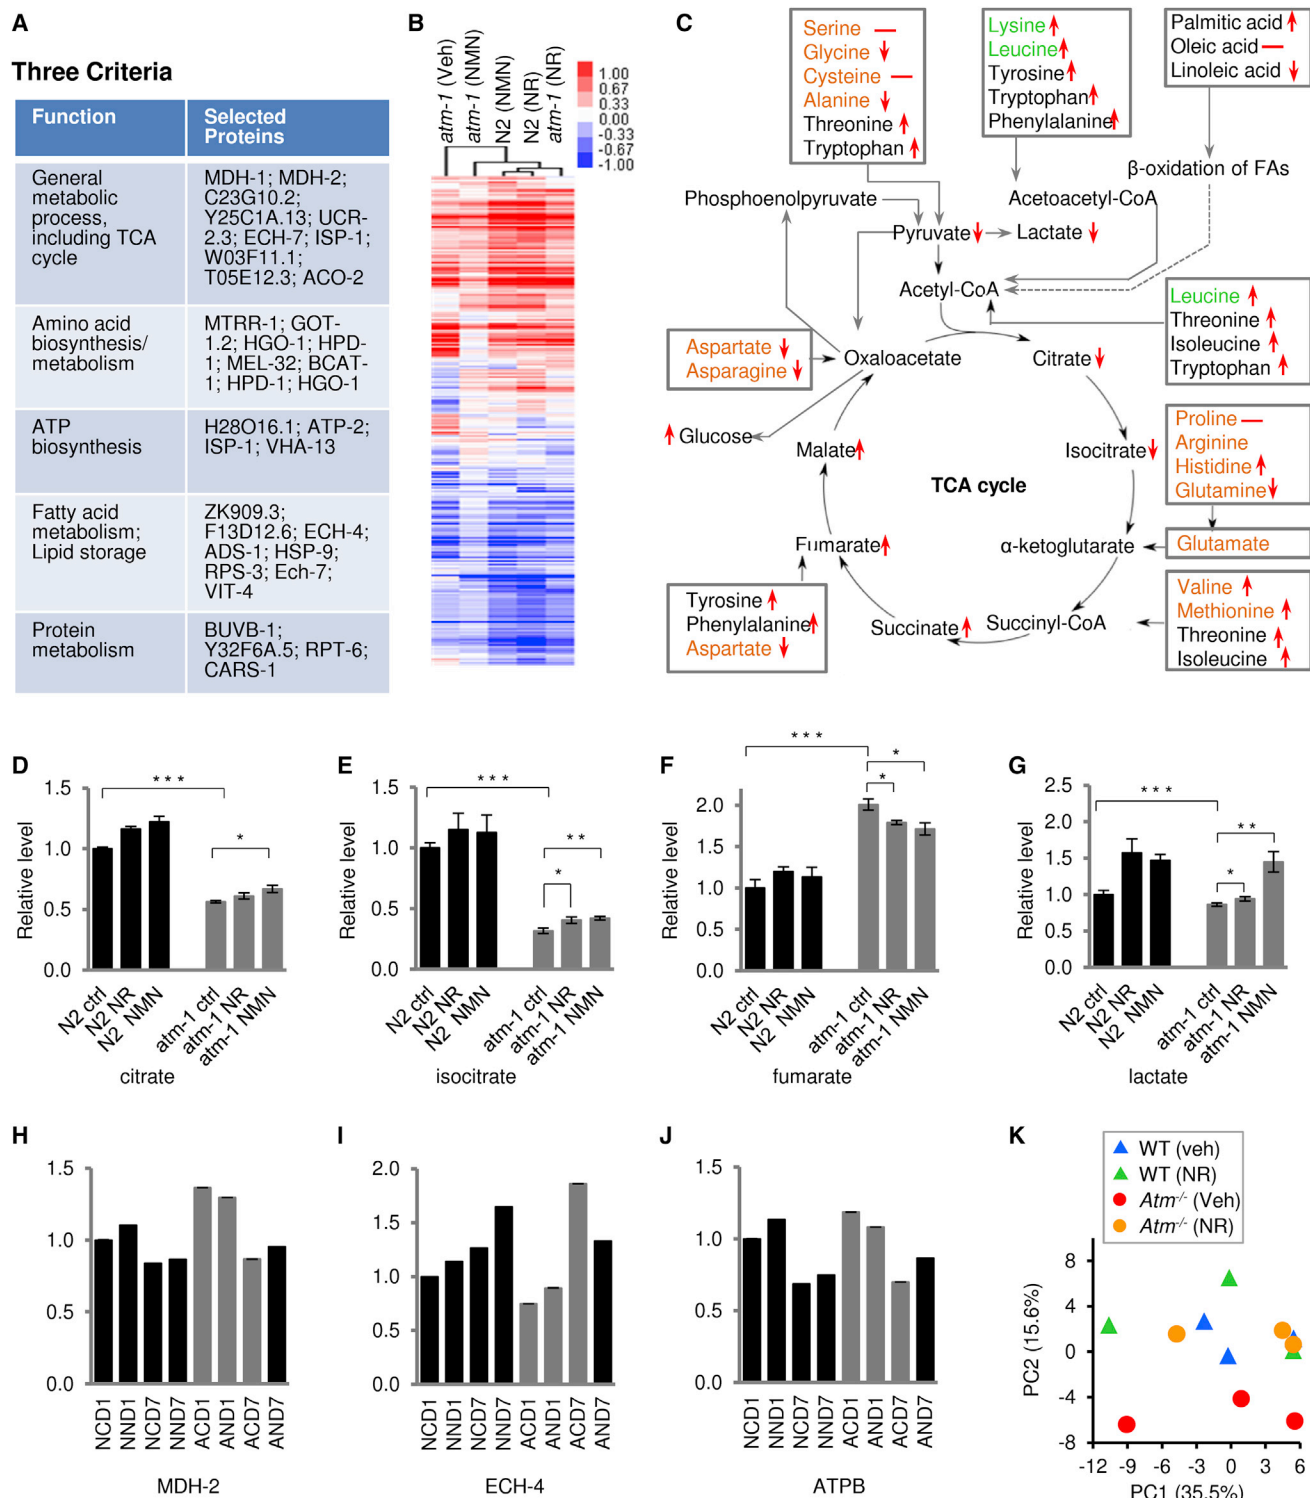 A
Three Criteria
Function
Selected
Proteins
General
metabolic
process,
including TCA
cycle
MDH-1; MDH-2;
C23G10.2;
Y25C1A.13; UCR-
2.3; ECH-7; ISP-1;
W03F11.1;
T05E12.3; ACO-2
Amino acid
biosynthesis/
metabolism
MTRR-1; GOT-
1.2; HGO-1; HPD-
1; MEL-32; BCAT-
1; HPD-1; HGO-1
ATP
biosynthesis
H28O16.1; ATP-2;
ISP-1; VHA-13
Fatty acid
metabolism;
Lipid storage
ZK909.3;
F13D12.6; ECH-4;
ADS-1; HSP-9;
RPS-3; Ech-7;
VIT-4
Protein
metabolism
BUVB-1;
Y32F6A.5; RPT-6;
CARS-1
B
atm-1 (Veh)
atm-1 (NMN)
N2 (NMN)
N2 (NR)
atm-1 (NR)
1.00
0.67
0.33
0.00
-0.33
-0.67
-1.00
C
Serine
Glycine
Cysteine
Alanine
Threonine
Tryptophan
Lysine
Leucine
Tyrosine
Tryptophan
Phenylalanine
Palmitic acid
Oleic acid
Linoleic acid
β-oxidation of FAs
Phosphoenolpyruvate
Acetoacetyl-CoA
Pyruvate
Lactate
Acetyl-CoA
Leucine
Threonine
Isoleucine
Tryptophan
Aspartate
Asparagine
Oxaloacetate
Citrate
Glucose
Malate
Isocitrate
TCA cycle
Proline
Arginine
Histidine
Glutamine
Fumarate
α-ketoglutarate
Glutamate
Tyrosine
Phenylalanine
Aspartate
Succinate
Succinyl-CoA
Valine
Methionine
Threonine
Isoleucine
D
Relative level
1.5
1.0
0.5
0.0
* * *
*
N2 ctrl
N2 NR
N2 NMN
atm-1 ctrl
atm-1 NR
atm-1 NMN
citrate
E
Relative level
1.5
1.0
0.5
0.0
* * *
* *
*
N2 ctrl
N2 NR
N2 NMN
atm-1 ctrl
atm-1 NR
atm-1 NMN
isocitrate
F
Relative level
2.0
1.5
1.0
0.5
0.0
* * *
*
*
N2 ctrl
N2 NR
N2 NMN
atm-1 ctrl
atm-1 NR
atm-1 NMN
fumarate
G
Relative level
2.5
2.0
1.5
1.0
0.5
0.0
* * *
* *
*
N2 ctrl
N2 NR
N2 NMN
atm-1 ctrl
atm-1 NR
atm-1 NMN
lactate
H
1.5
1.0
0.5
0.0
NCD1
NND1
NCD7
NND7
ACD1
AND1
ACD7
AND7
MDH-2
I
2.0
1.5
1.0
0.5
0.0
NCD1
NND1
NCD7
NND7
ACD1
AND1
ACD7
AND7
ECH-4
J
1.5
1.0
0.5
0.0
NCD1
NND1
NCD7
NND7
ACD1
AND1
ACD7
AND7
ATPB
K
WT (veh)
WT (NR)
Atm-/- (Veh)
Atm-/- (NR)
PC2 (15.6%)
8
4
0
-4
-8
-12 -9 -6 -3 0 3 6
PC1 (35.5%)